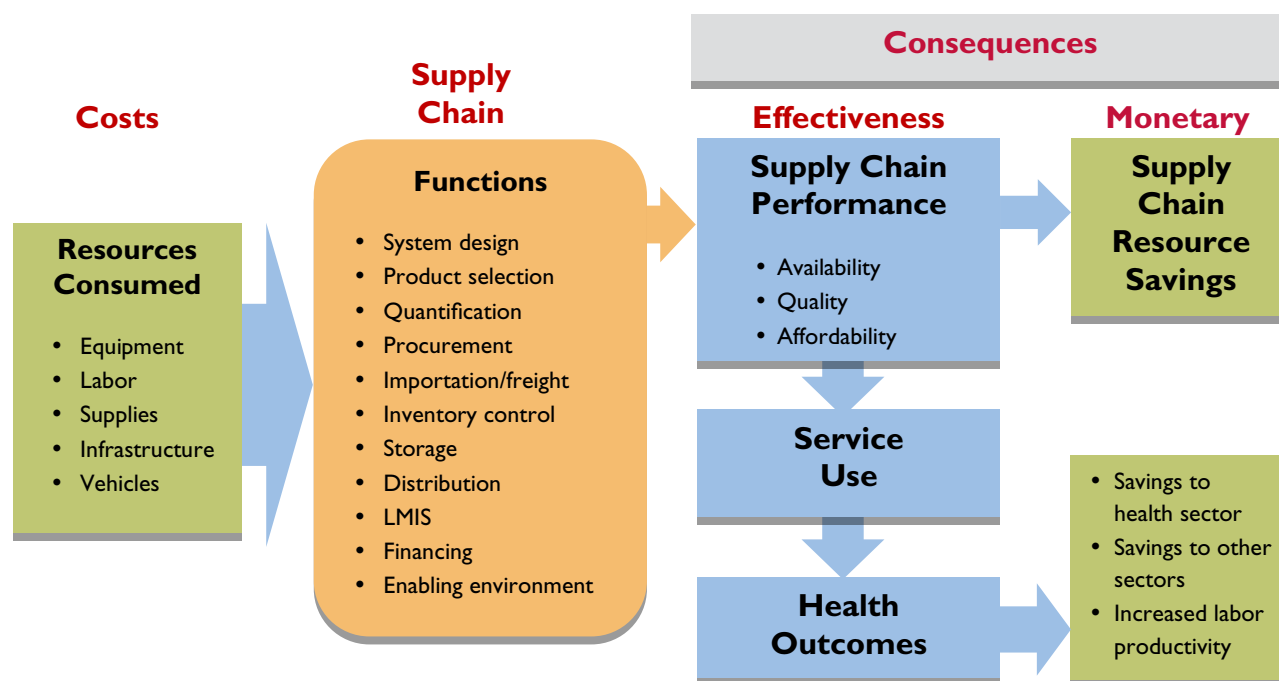 Consequences
Costs
Supply
Chain
Effectiveness
Monetary
Resources
Consumed
• Equipment
• Labor
• Supplies
• Infrastructure
• Vehicles
Functions
• System design
• Product selection
• Quantification
• Procurement
• Importation/freight
• Inventory control
• Storage
• Distribution
• LMIS
• Financing
• Enabling environment
Supply Chain
Performance
• Availability
• Quality
• Affordability
Service
Use
Health
Outcomes
Supply
Chain
Resource
Savings
• Savings to
health sector
• Savings to other
sectors
• Increased labor
productivity